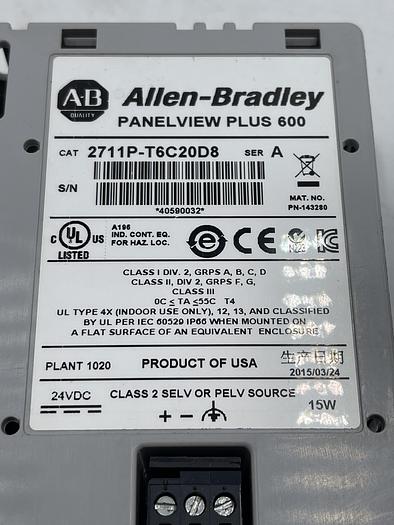 A·B
QUALITY
Allen-Bradley
PANELVIEW PLUS 600
CAT 2711P-T6C20D8 SER A
S/N
*40590032*
MAT. NO.
PN-143280
c UL US
LISTED
A196
IND. CONT. EQ.
FOR HAZ. LOC.
CE
CLASS I DIV. 2, GRPS A, B, C, D
CLASS II, DIV. 2, GRPS F, G,
CLASS III
0C ≤ TA ≤55C T4
UL TYPE 4X (INDOOR USE ONLY), 12, 13, AND CLASSIFIED
BY UL PER IEC 60529 IP66 WHEN MOUNTED ON
A FLAT SURFACE OF AN EQUIVALENT ENCLOSURE
PLANT 1020 PRODUCT OF USA 生产日期
2015/03/24
24VDC CLASS 2 SELV OR PELV SOURCE 15W
+ −